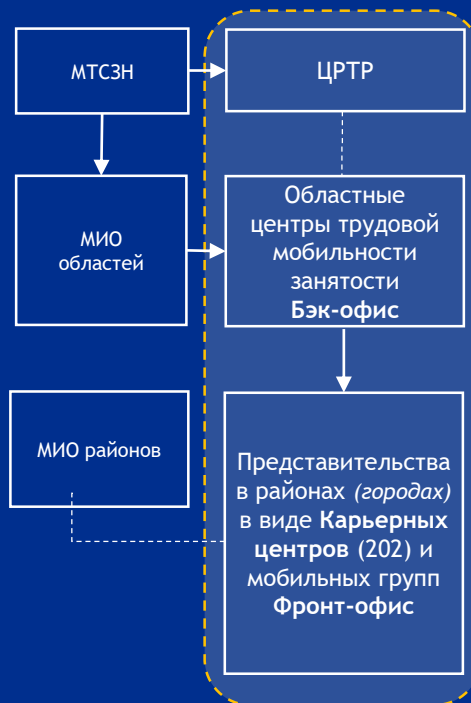 МТСЗН
ЦРТР
МИО
областей
Областные
центры трудовой
мобильности
занятости
Бэк-офис
МИО районов
Представительства
в районах (городах)
в виде Карьерных
центров (202) и
мобильных групп
Фронт-офис